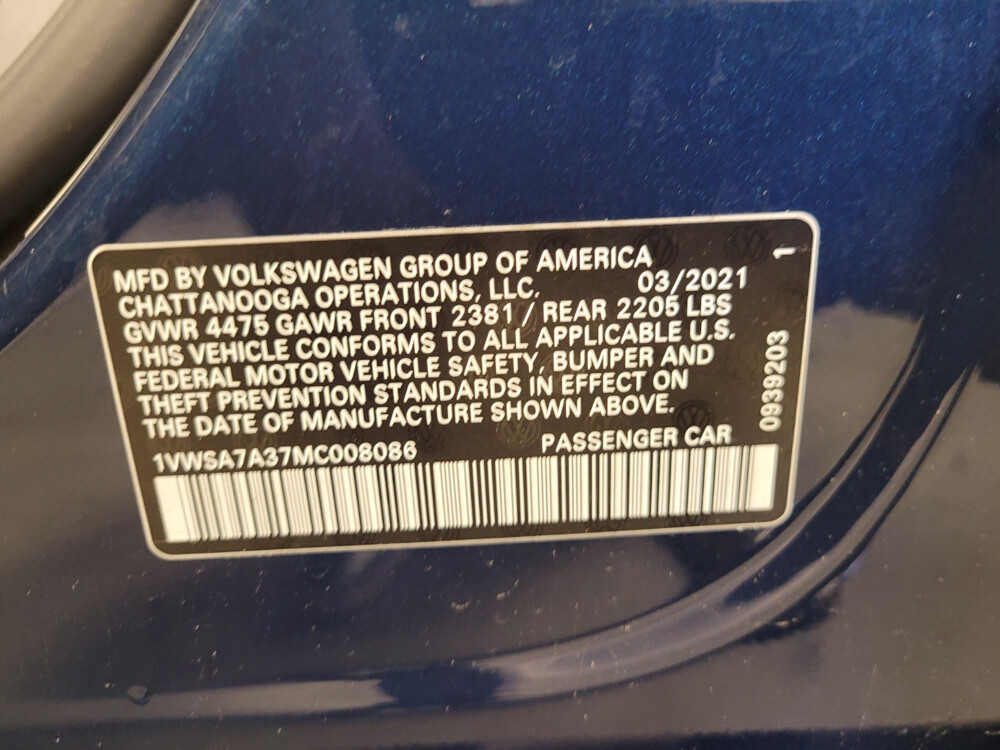 MFD BY VOLKSWAGEN GROUP OF AMERICA
CHATTANOOGA OPERATIONS, LLC. 03/2021
GVWR 4475 GAWR FRONT 2381 / REAR 2205 LBS
THIS VEHICLE CONFORMS TO ALL APPLICABLE U.S.
FEDERAL MOTOR VEHICLE SAFETY, BUMPER AND
THEFT PREVENTION STANDARDS IN EFFECT ON
THE DATE OF MANUFACTURE SHOWN ABOVE.
1VWSA7A37MC008086 PASSENGER CAR
0939203 1